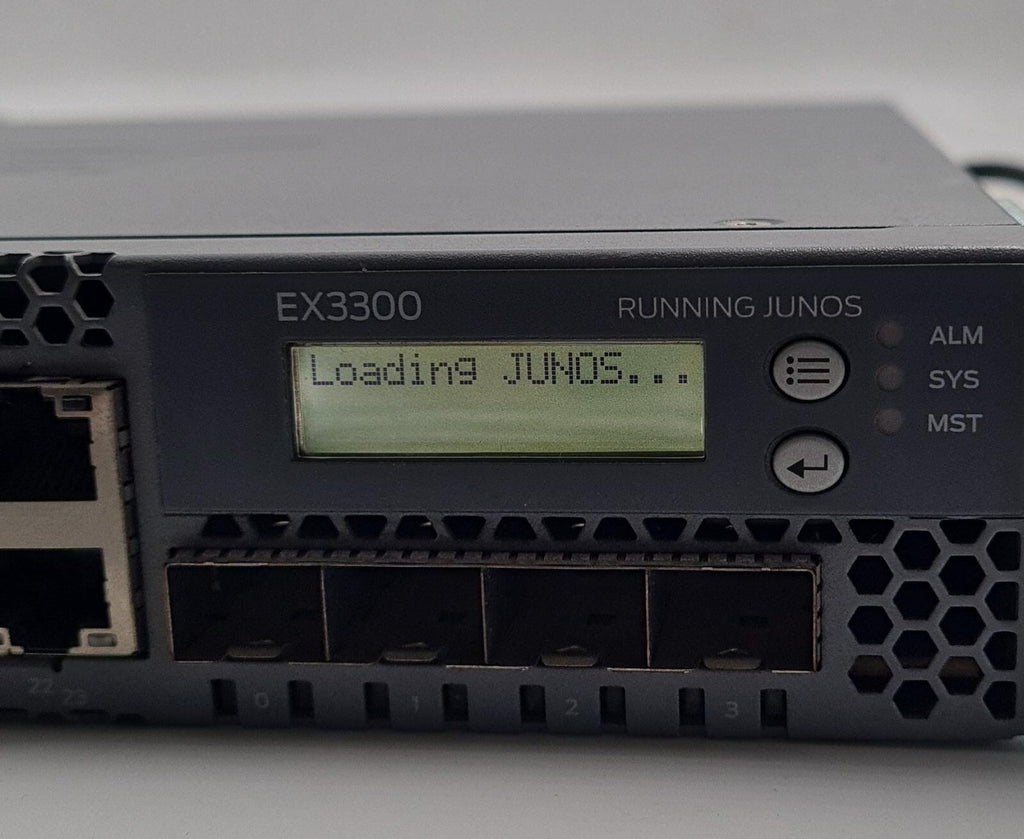 EX3300
RUNNING JUNOS
Loading JUNOS...
ALM
SYS
MST
22 23
0 1 2 3